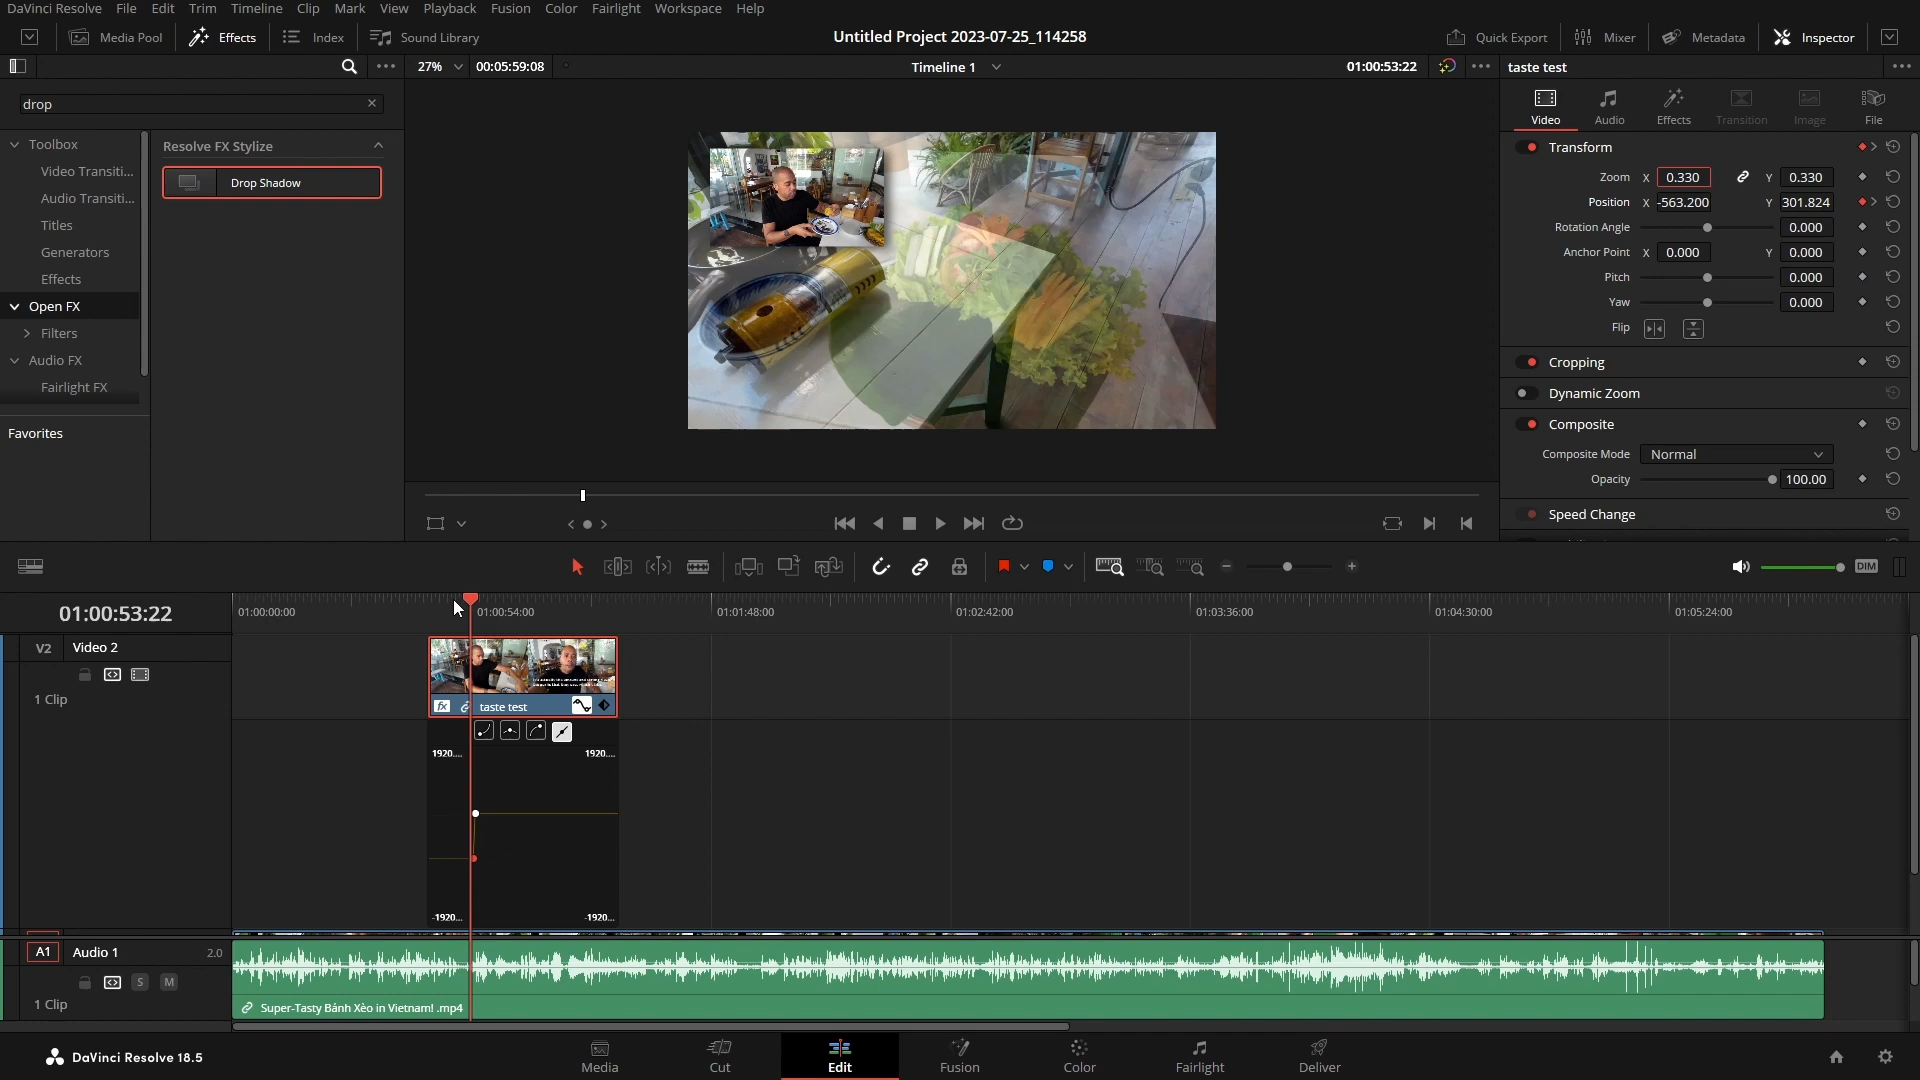 DaVinci Resolve File Edit Trim Timeline Clip Mark View Playback Fusion Color Fairlight Workspace Help
Media Pool Effects Index Sound Library Untitled Project 2023-07-25_114258 Quick Export Mixer Metadata Inspector
27% 00:05:59:08 Timeline 1 01:00:53:22 taste test
drop
Video Audio Effects Transition Image File
Toolbox
Video Transiti...
Audio Transiti...
Titles
Generators
Effects
Open FX
Filters
Audio FX
Fairlight FX
Favorites
Resolve FX Stylize
Drop Shadow
Transform
Zoom X 0.330 Y 0.330
Position X -563.200 Y 301.824
Rotation Angle 0.000
Anchor Point X 0.000 Y 0.000
Pitch 0.000
Yaw 0.000
Flip
Cropping
Dynamic Zoom
Composite
Composite Mode Normal
Opacity 100.00
Speed Change
DIM
01:00:53:22
01:00:00:00 01:00:54:00 01:01:48:00 01:02:42:00 01:03:36:00 01:04:30:00 01:05:24:00
V2 Video 2
1 Clip
fx taste test
1920.... 1920....
-1920... -1920...
A1 Audio 1 2.0
S M
1 Clip
Super-Tasty Bánh Xèo in Vietnam! .mp4
DaVinci Resolve 18.5
Media Cut Edit Fusion Color Fairlight Deliver